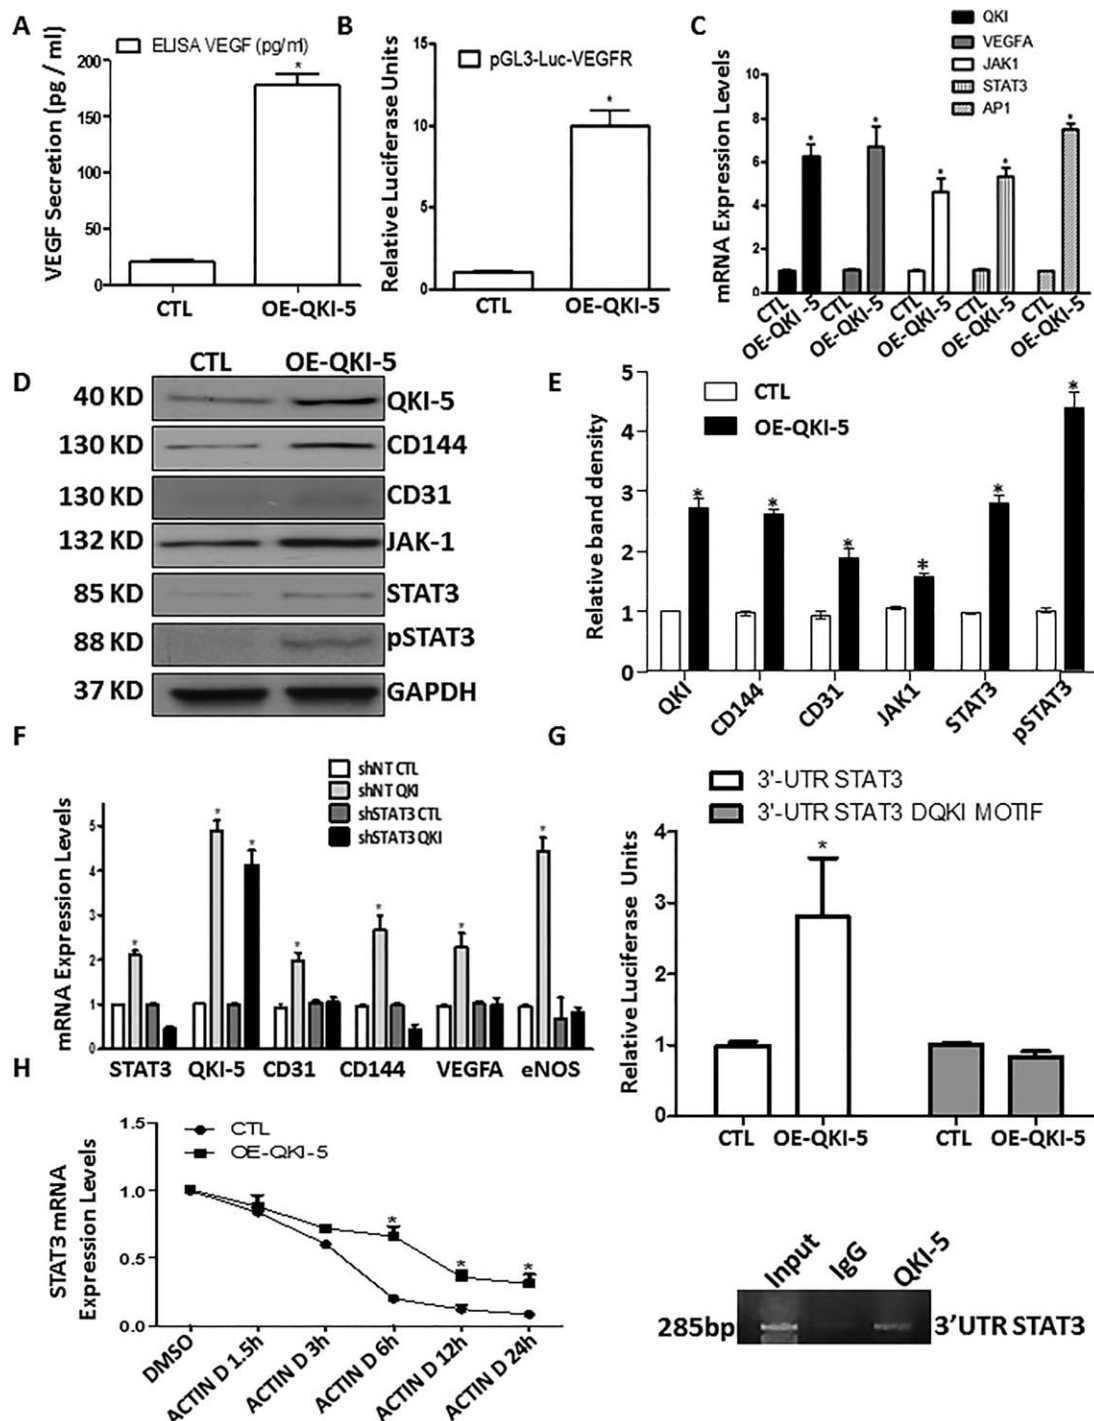 A
ELISA VEGF (pg/ml)
VEGF Secretion (pg / ml)
200
150
100
50
0
*
CTL
OE-QKI-5
B
pGL3-Luc-VEGFR
Relative Luciferase Units
15
10
5
0
*
CTL
OE-QKI-5
C
QKI
VEGFA
JAK1
STAT3
AP1
mRNA Expression Levels
10
8
6
4
2
0
* * * * *
CTL
OE-QKI -5
CTL
OE-QKI-5
CTL
OE-QKI-5
CTL
OE-QKI-5
CTL
OE-QKI-5
D
CTL OE-QKI-5
40 KD QKI-5
130 KD CD144
130 KD CD31
132 KD JAK-1
85 KD STAT3
88 KD pSTAT3
37 KD GAPDH
E
CTL
OE-QKI-5
Relative band density
5
4
3
2
1
0
* * * * * *
QKI
CD144
CD31
JAK1
STAT3
pSTAT3
F
shNT CTL
shNT QKI
shSTAT3 CTL
shSTAT3 QKI
mRNA Expression Levels
5
4
3
2
1
0
* * * * * * *
STAT3 QKI-5 CD31 CD144 VEGFA eNOS
G
3'-UTR STAT3
3'-UTR STAT3 DQKI MOTIF
Relative Luciferase Units
4
3
2
1
0
*
CTL OE-QKI-5 CTL OE-QKI-5
H
CTL
OE-QKI-5
STAT3 mRNA
Expression Levels
1.5
1.0
0.5
0.0
* * *
DMSO
ACTIN D 1.5h
ACTIN D 3h
ACTIN D 6h
ACTIN D 12h
ACTIN D 24h
Input
IgG
QKI-5
285bp 3'UTR STAT3